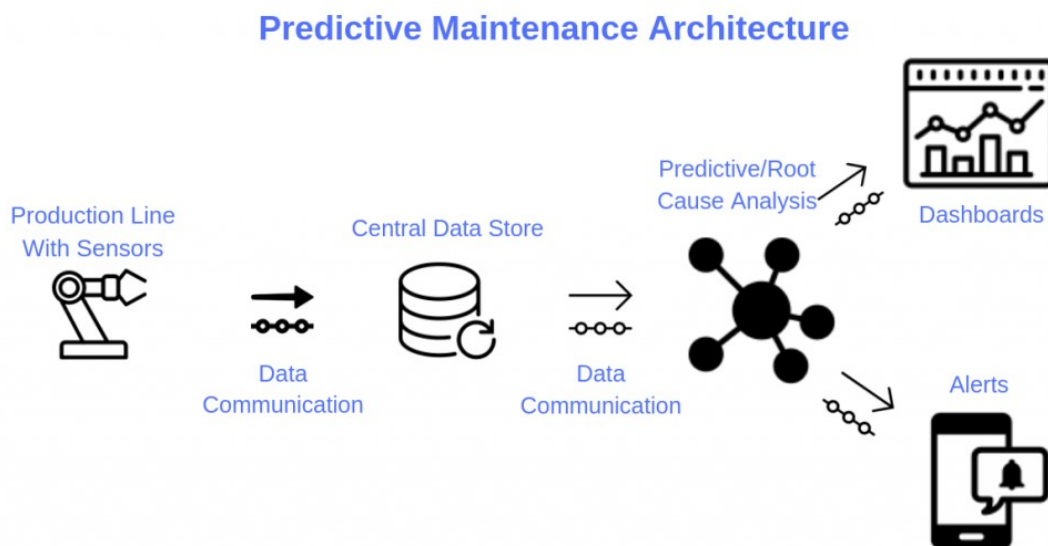 Predictive Maintenance Architecture
Production Line
With Sensors
Data
Communication
Central Data Store
Data
Communication
Predictive/Root
Cause Analysis
Dashboards
Alerts